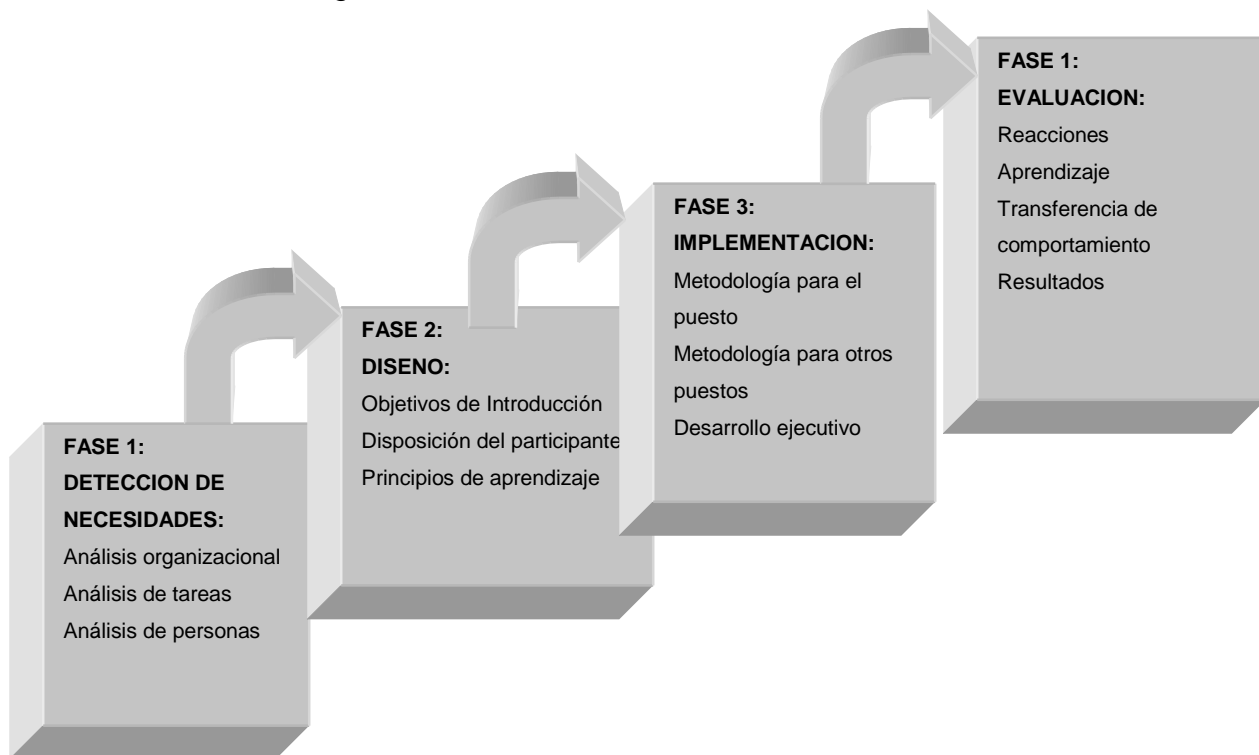 FASE 1:
DETECCION DE
NECESIDADES:
Análisis organizacional
Análisis de tareas
Análisis de personas
FASE 2:
DISENO:
Objetivos de Introducción
Disposición del participante
Principios de aprendizaje
FASE 3:
IMPLEMENTACION:
Metodología para el
puesto
Metodología para otros
puestos
Desarrollo ejecutivo
FASE 1:
EVALUACION:
Reacciones
Aprendizaje
Transferencia de
comportamiento
Resultados